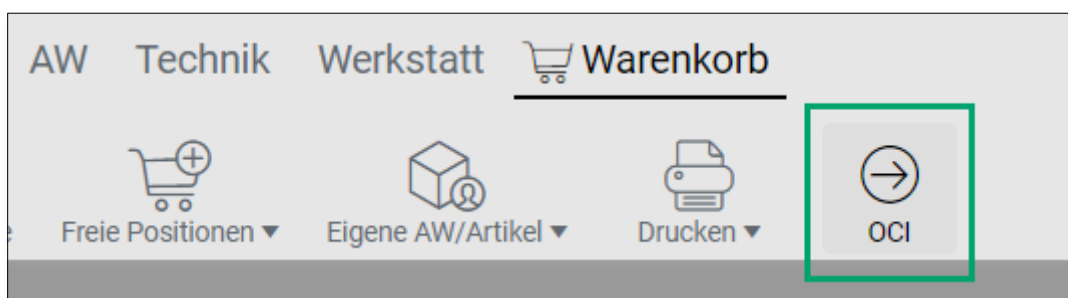 AW Technik Werkstatt Warenkorb
Freie Positionen ▼ Eigene AW/Artikel ▼ Drucken ▼ OCI